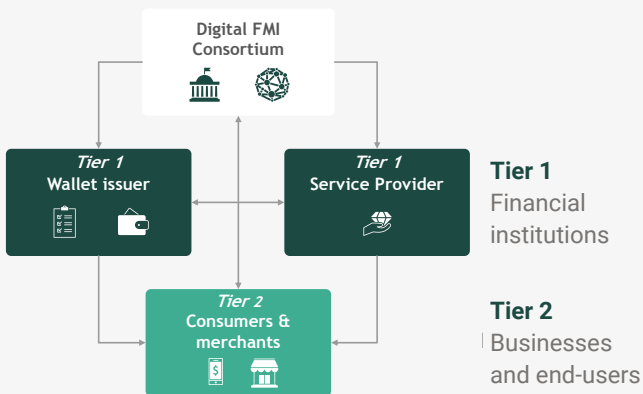 Digital FMI
Consortium
Tier 1
Wallet issuer
Tier 1
Service Provider
Tier 1
Financial
institutions
Tier 2
Consumers &
merchants
$
Tier 2
Businesses
and end-users